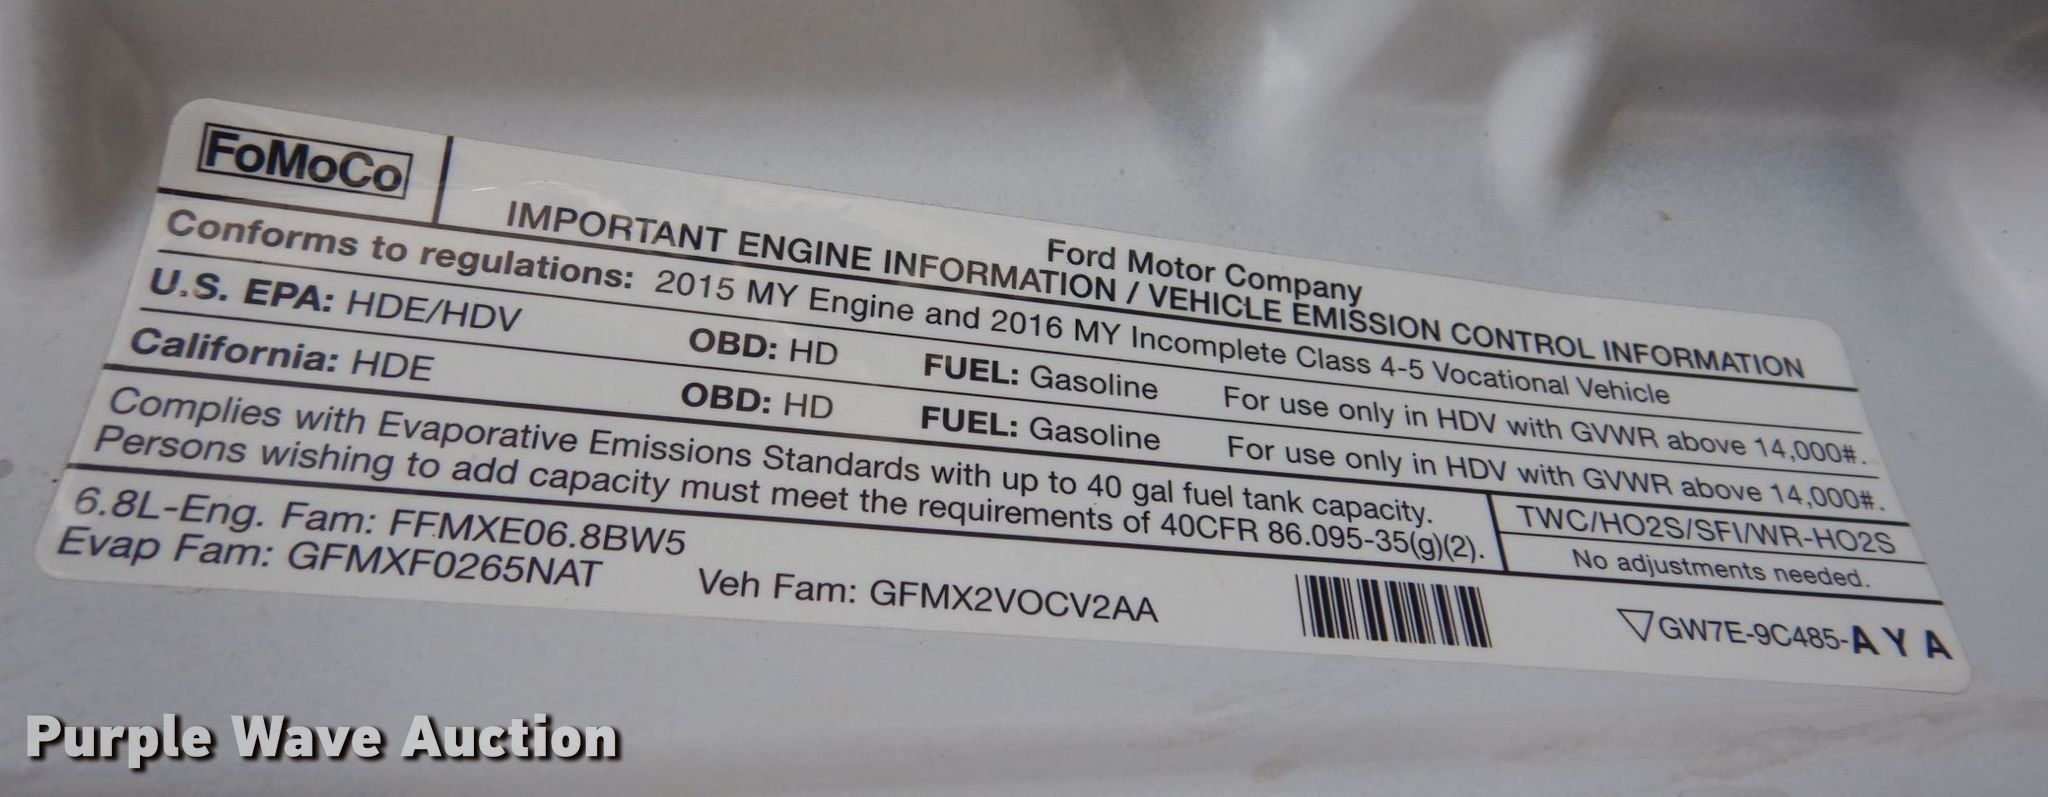 FoMoCo
Ford Motor Company
IMPORTANT ENGINE INFORMATION / VEHICLE EMISSION CONTROL INFORMATION
Conforms to regulations: 2015 MY Engine and 2016 MY Incomplete Class 4-5 Vocational Vehicle
U.S. EPA: HDE/HDV OBD: HD FUEL: Gasoline For use only in HDV with GVWR above 14,000#.
California: HDE OBD: HD FUEL: Gasoline For use only in HDV with GVWR above 14,000#.
Complies with Evaporative Emissions Standards with up to 40 gal fuel tank capacity.
Persons wishing to add capacity must meet the requirements of 40CFR 86.095-35(g)(2).
TWC/HO2S/SFI/WR-HO2S
No adjustments needed.
6.8L-Eng. Fam: FFMXE06.8BW5
Evap Fam: GFMXF0265NAT Veh Fam: GFMX2VOCV2AA
GW7E-9C485-A Y A
Purple Wave Auction